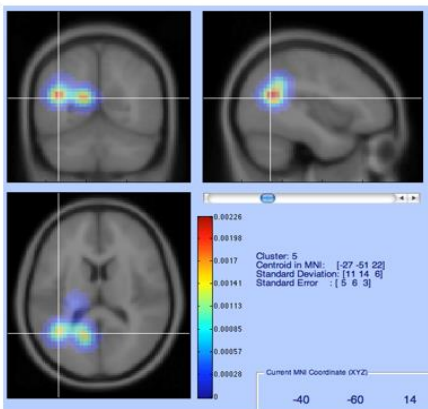 0.00226
0.00198
0.0017
0.00141
0.00113
0.00085
0.00057
0.00028
0
Cluster: 5
Centroid in MNI: [-27 -51 22]
Standard Deviation: [11 14 6]
Standard Error : [ 5 6 3]
Current MNI Coordinate (XYZ)
-40 -60 14